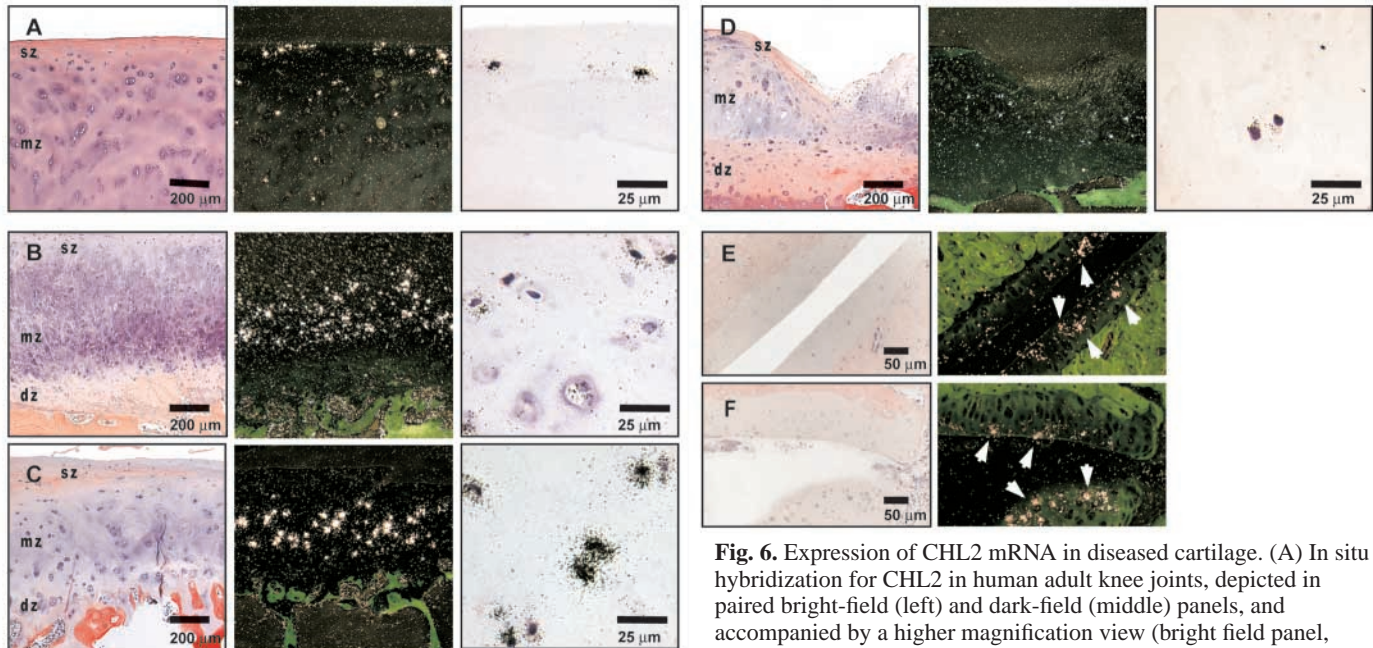 A
sz
mz
200 μm
25 μm
D
sz
mz
dz
200 μm
25 μm
B
sz
mz
dz
200 μm
25 μm
C
sz
mz
dz
200 μm
25 μm
E
50 μm
F
50 μm
Fig. 6. Expression of CHL2 mRNA in diseased cartilage. (A) In situ
hybridization for CHL2 in human adult knee joints, depicted in
paired bright-field (left) and dark-field (middle) panels, and
accompanied by a higher magnification view (bright field panel,